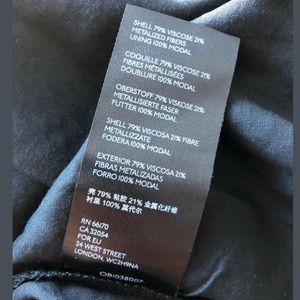 SHELL 79% VISCOSE 21%
METALIZED FIBERS
LINING 100% MODAL
COQUILLE 79% VISCOSE 21%
FIBRES MÉTALLISÉES
DOUBLURE 100% MODAL
OBERSTOFF 79% VISKOSE 21%
METALLISIERTE FASER
FUTTER 100% MODAL
SHELL 79% VISCOSA 21% FIBRE
METALLIZZATE
FODERA 100% MODAL
EXTERIOR 79% VISCOSA 21%
FIBRAS METALIZADAS
FORRO 100% MODAL
壳 79% 粘胶 21% 金属化纤维
衬里 100% 莫代尔
RN 66170
CA 32054
FOR EU
24 WEST STREET
LONDON, WC2H9NA